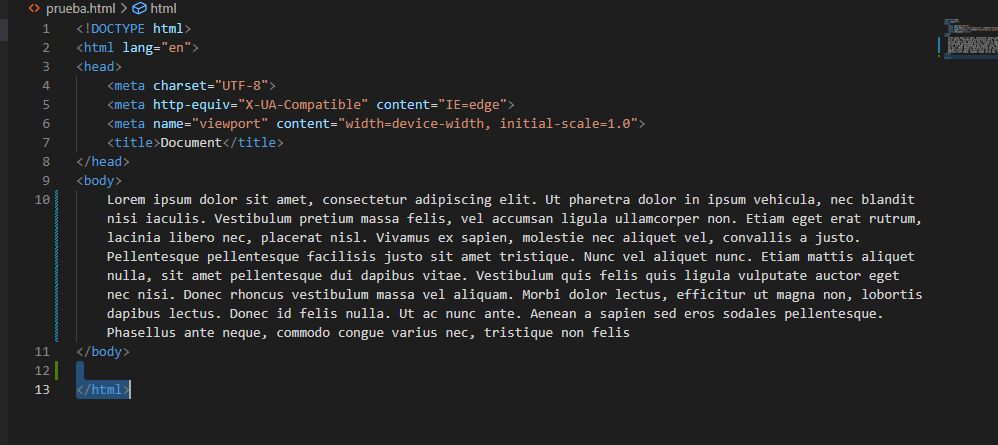 prueba.html > html
1 <!DOCTYPE html>
2 <html lang="en">
3 <head>
4 <meta charset="UTF-8">
5 <meta http-equiv="X-UA-Compatible" content="IE=edge">
6 <meta name="viewport" content="width=device-width, initial-scale=1.0">
7 <title>Document</title>
8 </head>
9 <body>
10 Lorem ipsum dolor sit amet, consectetur adipiscing elit. Ut pharetra dolor in ipsum vehicula, nec blandit
nisi iaculis. Vestibulum pretium massa felis, vel accumsan ligula ullamcorper non. Etiam eget erat rutrum,
lacinia libero nec, placerat nisl. Vivamus ex sapien, molestie nec aliquet vel, convallis a justo.
Pellentesque pellentesque facilisis justo sit amet tristique. Nunc vel aliquet nunc. Etiam mattis aliquet
nulla, sit amet pellentesque dui dapibus vitae. Vestibulum quis felis quis ligula vulputate auctor eget
nec nisi. Donec rhoncus vestibulum massa vel aliquam. Morbi dolor lectus, efficitur ut magna non, lobortis
dapibus lectus. Donec id felis nulla. Ut ac nunc ante. Aenean a sapien sed eros sodales pellentesque.
Phasellus ante neque, commodo congue varius nec, tristique non felis
11 </body>
12
13 </html>